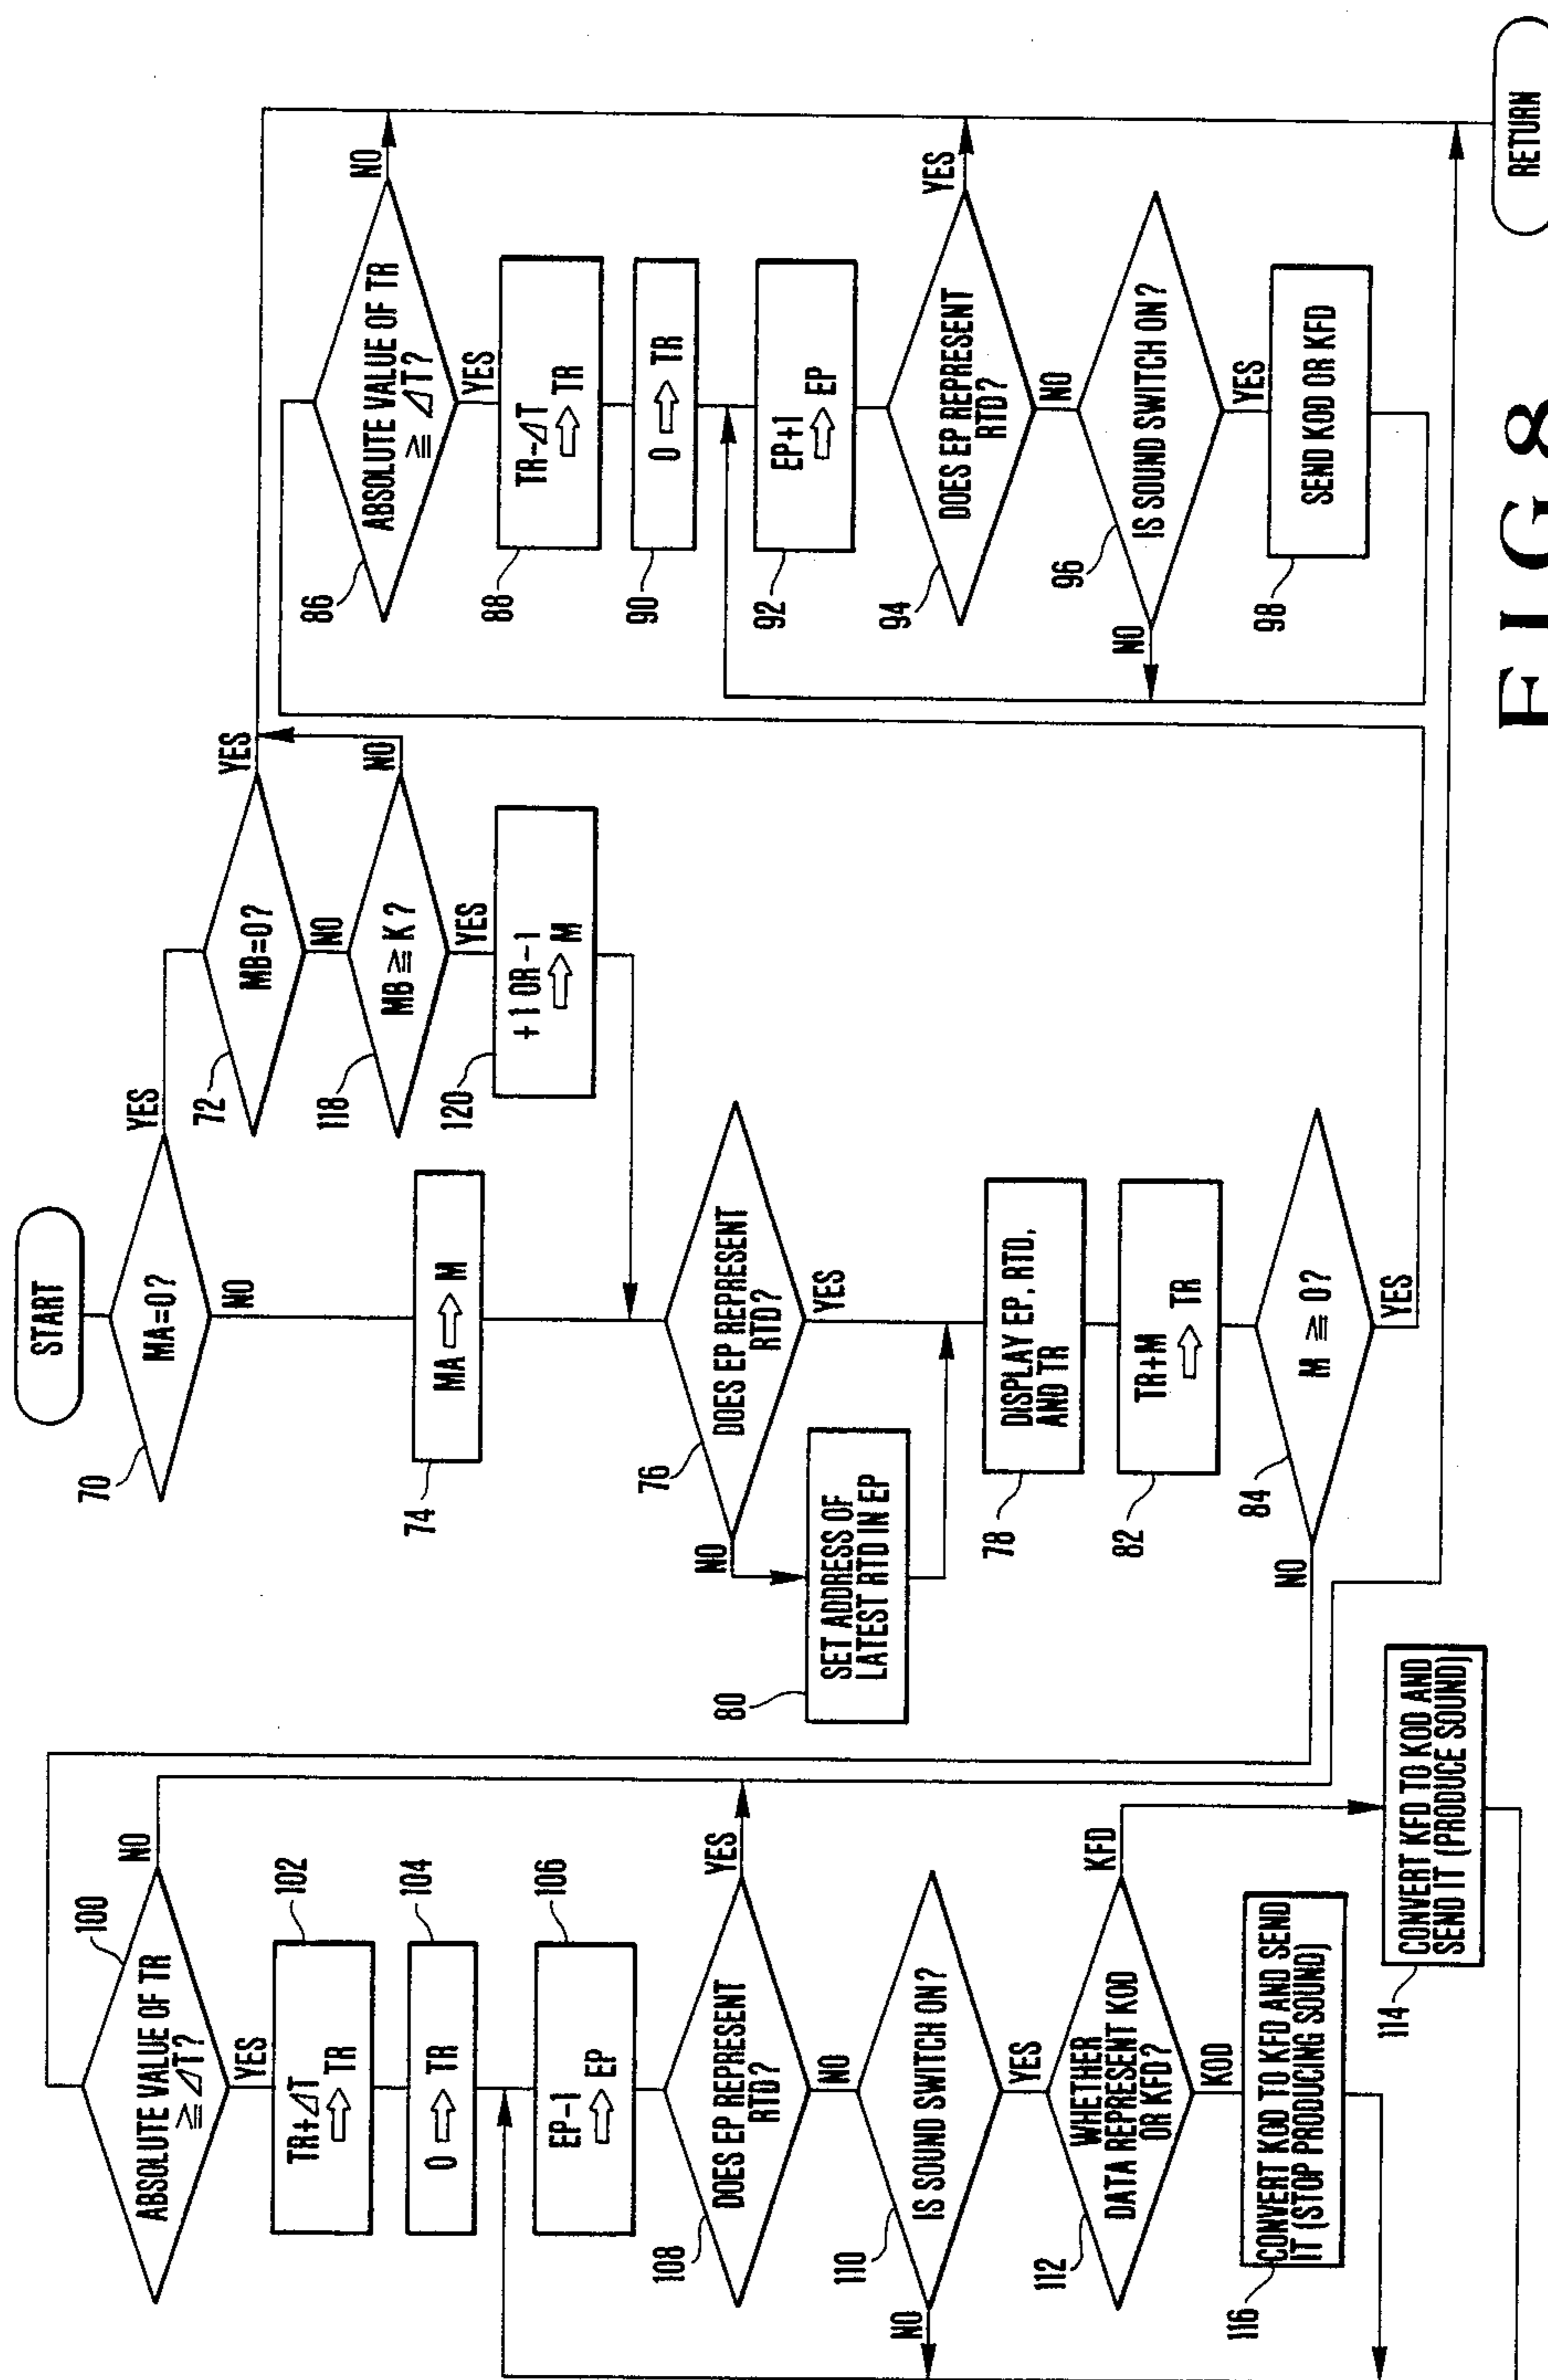 START
70
MA=0?
YES
NO
72
MB=0?
YES
NO
118
MB ≧ K?
NO
YES
120
+1 OR -1
⇨ M
74
MA ⇨ M
76
DOES EP REPRESENT
RTD?
NO
YES
80
SET ADDRESS OF
LATEST RTD IN EP
78
DISPLAY EP, RTD,
AND TR
82
TR+M
⇨ TR
84
M ≧ 0?
NO
YES
86
ABSOLUTE VALUE OF TR
≧ ΔT?
NO
YES
88
TR-ΔT
⇨ TR
90
0 ⇨ TR
92
EP+1
⇨ EP
94
DOES EP REPRESENT
RTD?
YES
NO
96
IS SOUND SWITCH ON?
NO
YES
98
SEND KOD OR KFD
100
ABSOLUTE VALUE OF TR
≧ ΔT?
NO
YES
102
TR+ΔT
⇨ TR
104
0 ⇨ TR
106
EP-1
⇨ EP
108
DOES EP REPRESENT
RTD?
YES
NO
110
IS SOUND SWITCH ON?
NO
YES
112
WHETHER
DATA REPRESENT KOD
OR KFD?
KFD
KOD
116
CONVERT KOD TO KFD AND SEND
IT (STOP PRODUCING SOUND)
114
CONVERT KFD TO KOD AND
SEND IT (PRODUCE SOUND)
RETURN
FIG.8